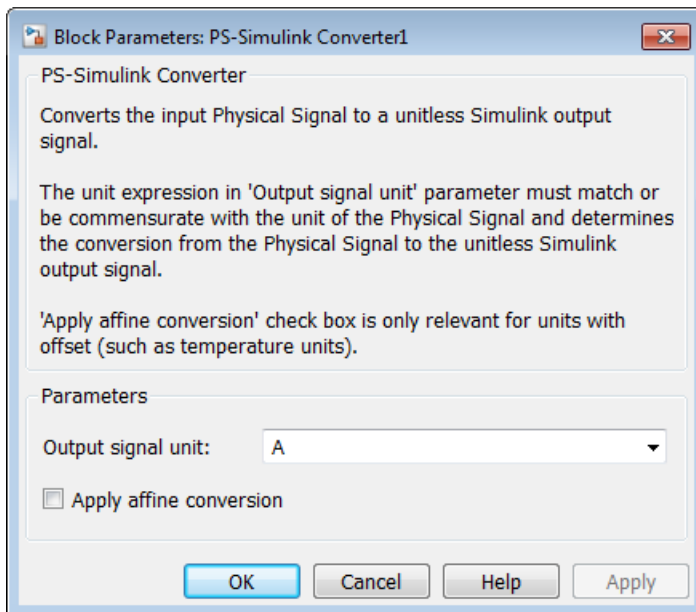 Block Parameters: PS-Simulink Converter1
PS-Simulink Converter
Converts the input Physical Signal to a unitless Simulink output
signal.
The unit expression in 'Output signal unit' parameter must match or
be commensurate with the unit of the Physical Signal and determines
the conversion from the Physical Signal to the unitless Simulink
output signal.
'Apply affine conversion' check box is only relevant for units with
offset (such as temperature units).
Parameters
Output signal unit: A
Apply affine conversion
OK Cancel Help Apply